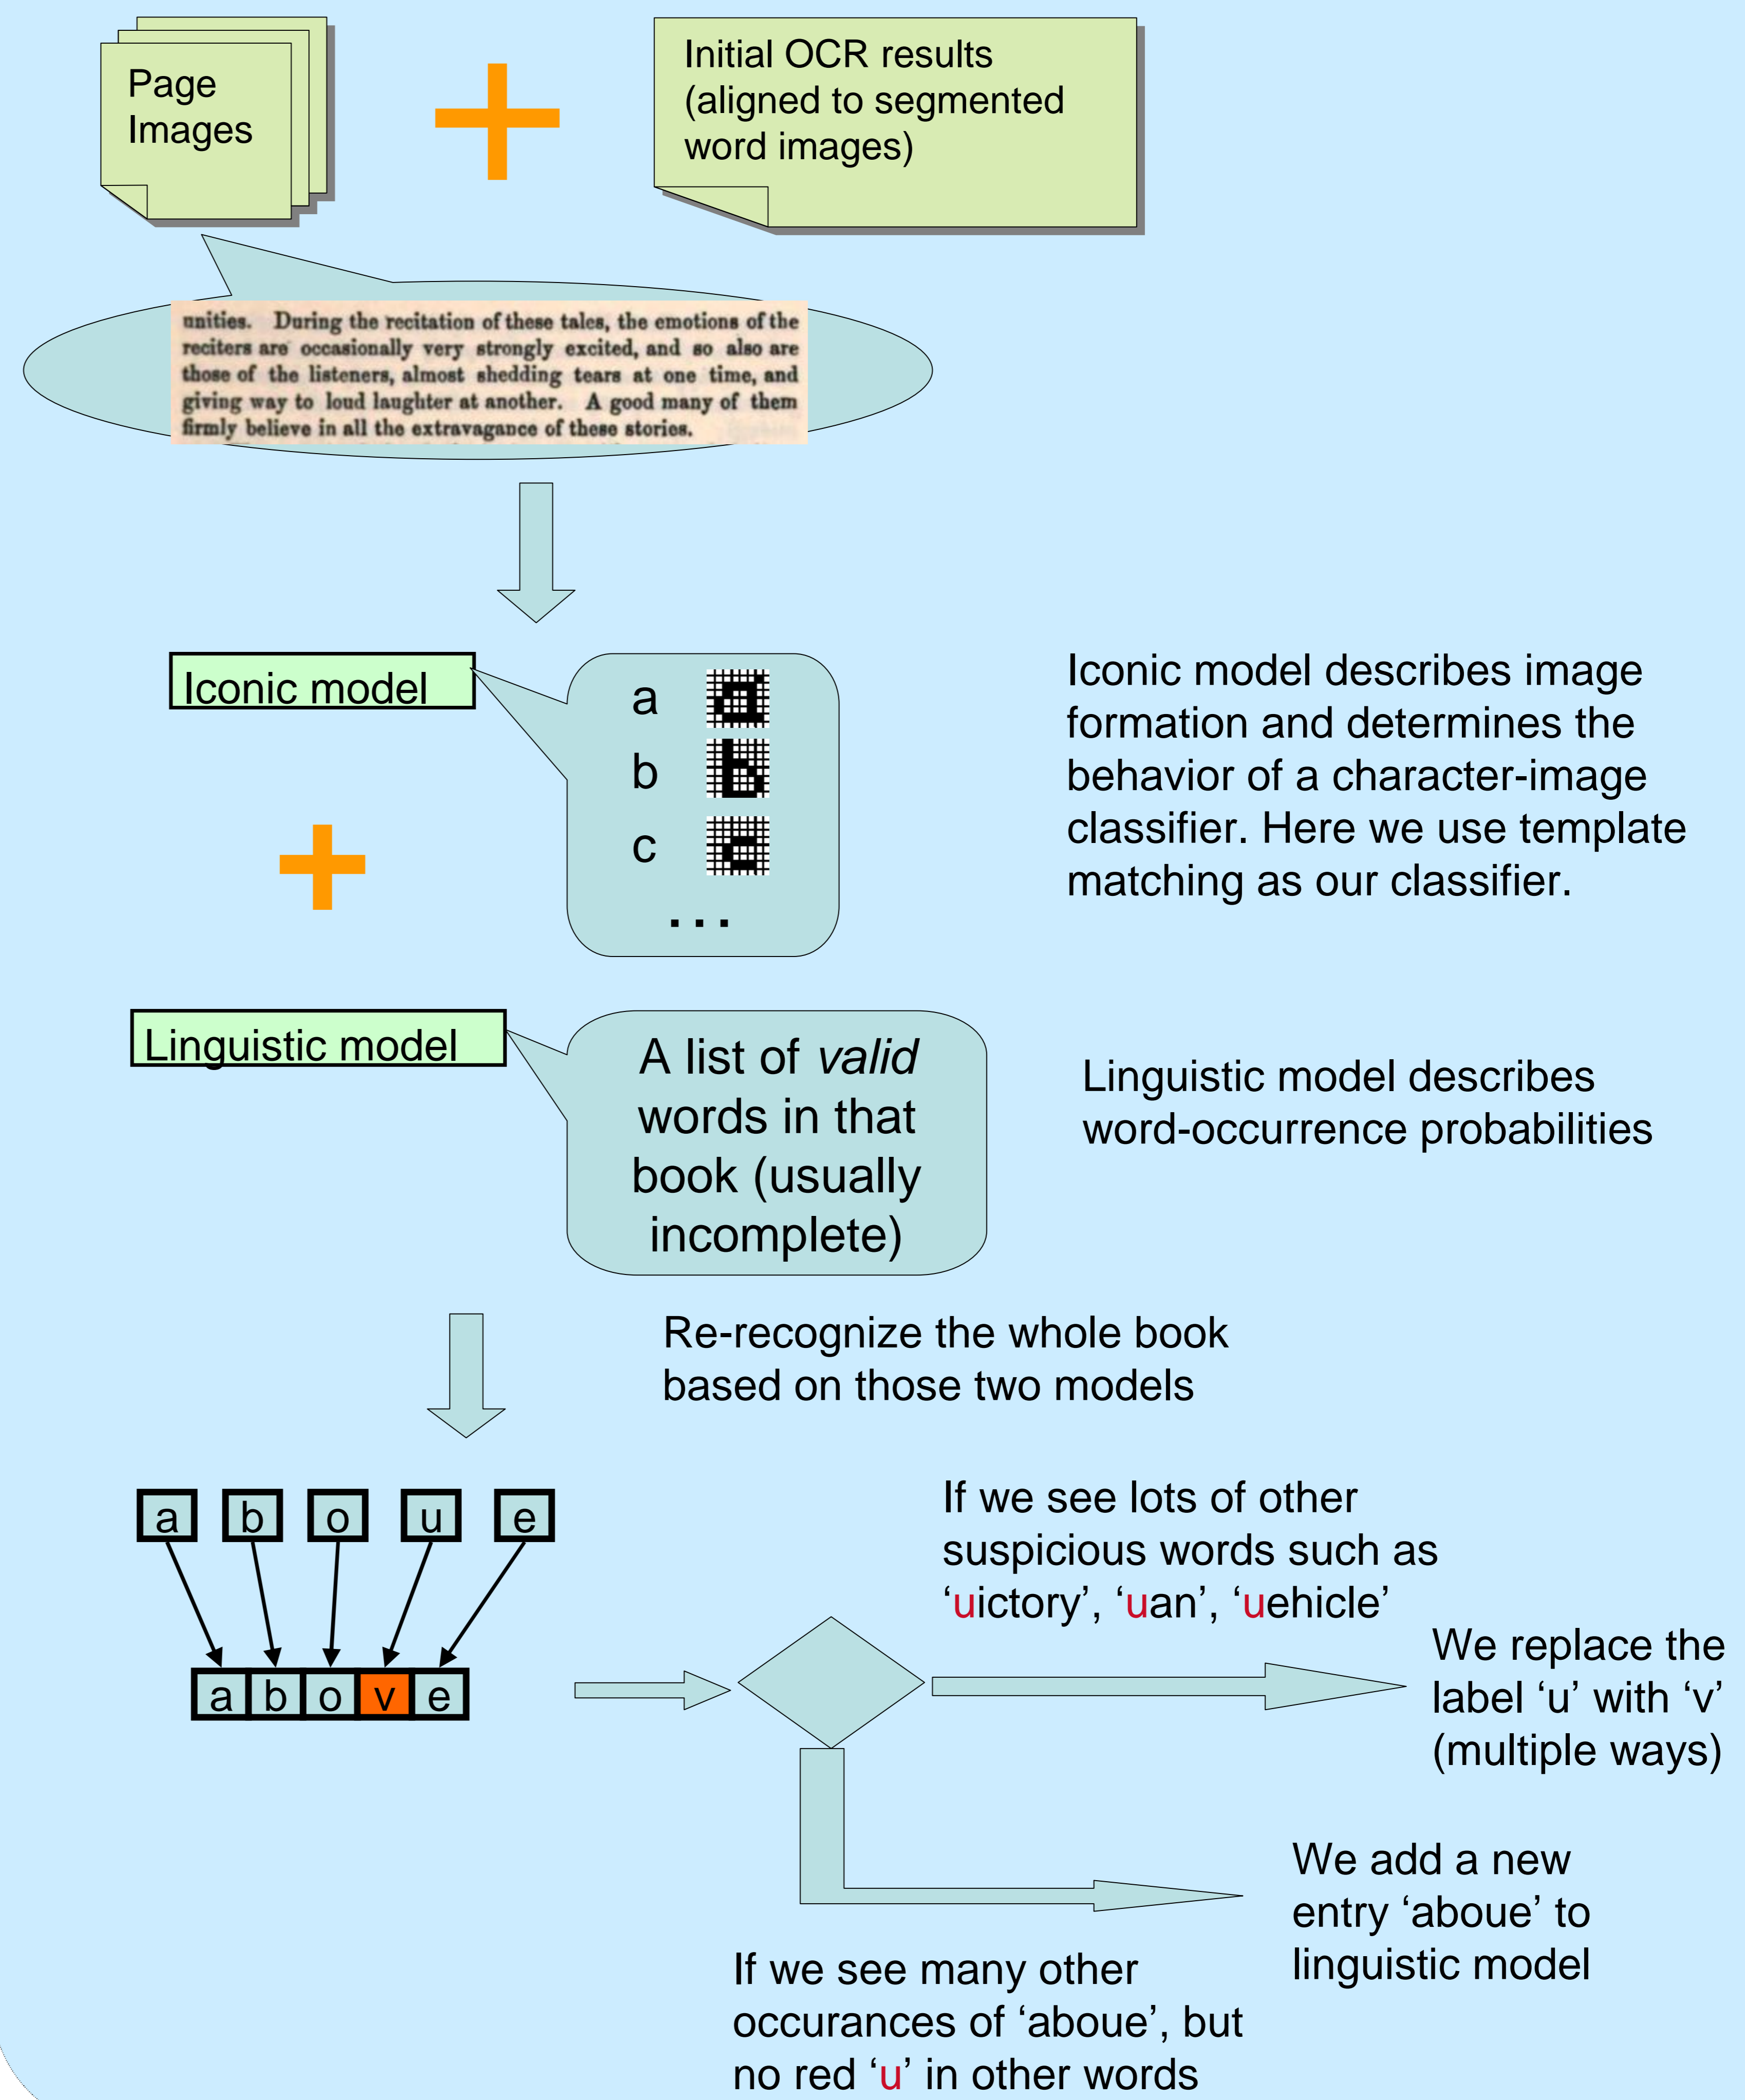 Page
Images
Initial OCR results
(aligned to segmented
word images)
unities. During the recitation of these tales, the emotions of the
reciters are occasionally very strongly excited, and so also are
those of the listeners, almost shedding tears at one time, and
giving way to loud laughter at another. A good many of them
firmly believe in all the extravagance of these stories.
Iconic model
a
b
c
...
Iconic model describes image
formation and determines the
behavior of a character-image
classifier. Here we use template
matching as our classifier.
Linguistic model
A list of valid
words in that
book (usually
incomplete)
Linguistic model describes
word-occurrence probabilities
Re-recognize the whole book
based on those two models
a b o u e
a b o v e
If we see lots of other
suspicious words such as
‘uictory’, ‘uan’, ‘uehicle’
We replace the
label ‘u’ with ‘v’
(multiple ways)
We add a new
entry ‘aboue’ to
linguistic model
If we see many other
occurances of ‘aboue’, but
no red ‘u’ in other words